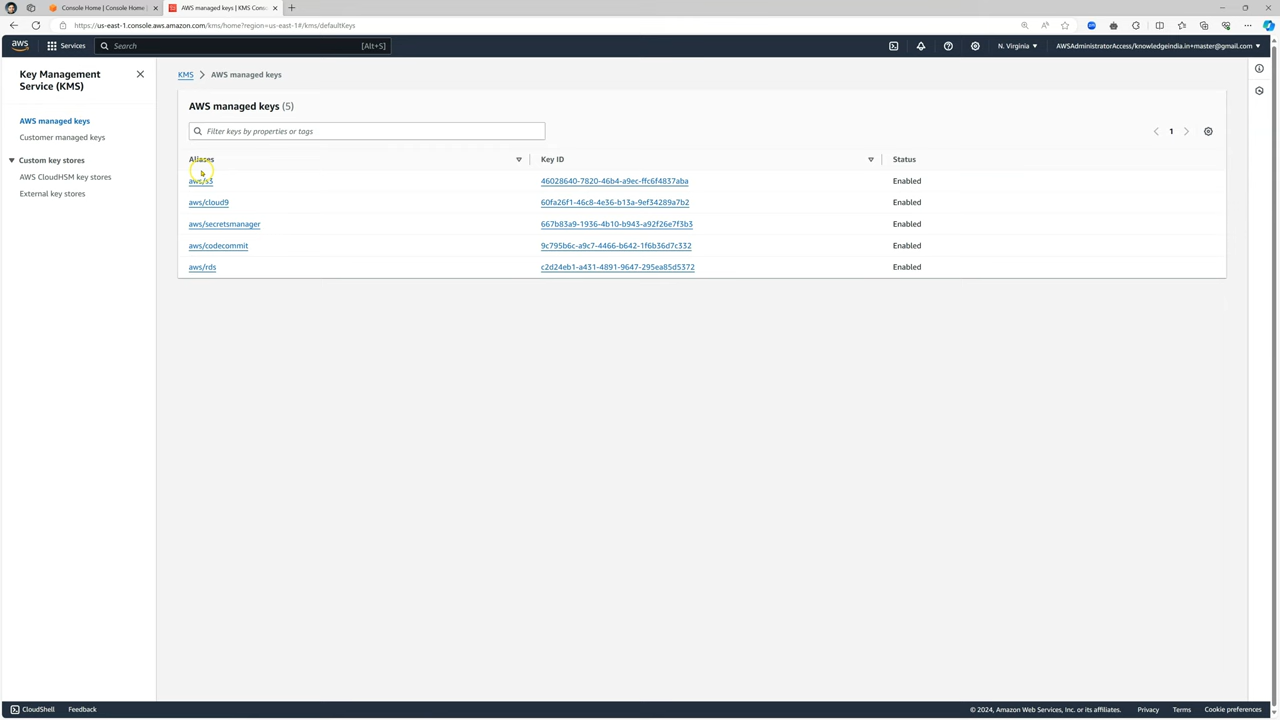 Console Home | Console Home |
AWS managed keys | KMS Cons
https://us-east-1.console.aws.amazon.com/kms/home?region=us-east-1#/kms/defaultKeys
aws
Services
Search
[Alt+S]
N. Virginia
AWSAdministratorAccess/knowledgeindia.in+master@gmail.com
Key Management
Service (KMS)
AWS managed keys
Customer managed keys
Custom key stores
AWS CloudHSM key stores
External key stores
KMS > AWS managed keys
AWS managed keys (5)
Filter keys by properties or tags
1
Aliases Key ID Status
aws/s3 46028640-7820-46b4-a9ec-ffc6f4837aba Enabled
aws/cloud9 60fa26f1-46c8-4e36-b13a-9ef34289a7b2 Enabled
aws/secretsmanager 667b83a9-1936-4b10-b943-a92f26e7f3b3 Enabled
aws/codecommit 9c795b6c-a9c7-4466-b642-1f6b36d7c332 Enabled
aws/rds c2d24eb1-a431-4891-9647-295ea85d5372 Enabled
CloudShell Feedback
© 2024, Amazon Web Services, Inc. or its affiliates. Privacy Terms Cookie preferences